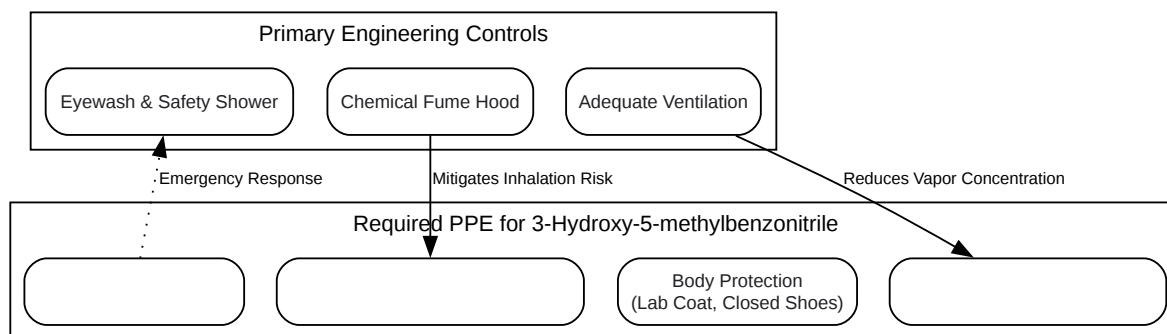 Primary Engineering Controls
Eyewash & Safety Shower
Chemical Fume Hood
Adequate Ventilation
Emergency Response
Mitigates Inhalation Risk
Reduces Vapor Concentration
Required PPE for 3-Hydroxy-5-methylbenzonitrile
Body Protection
(Lab Coat, Closed Shoes)